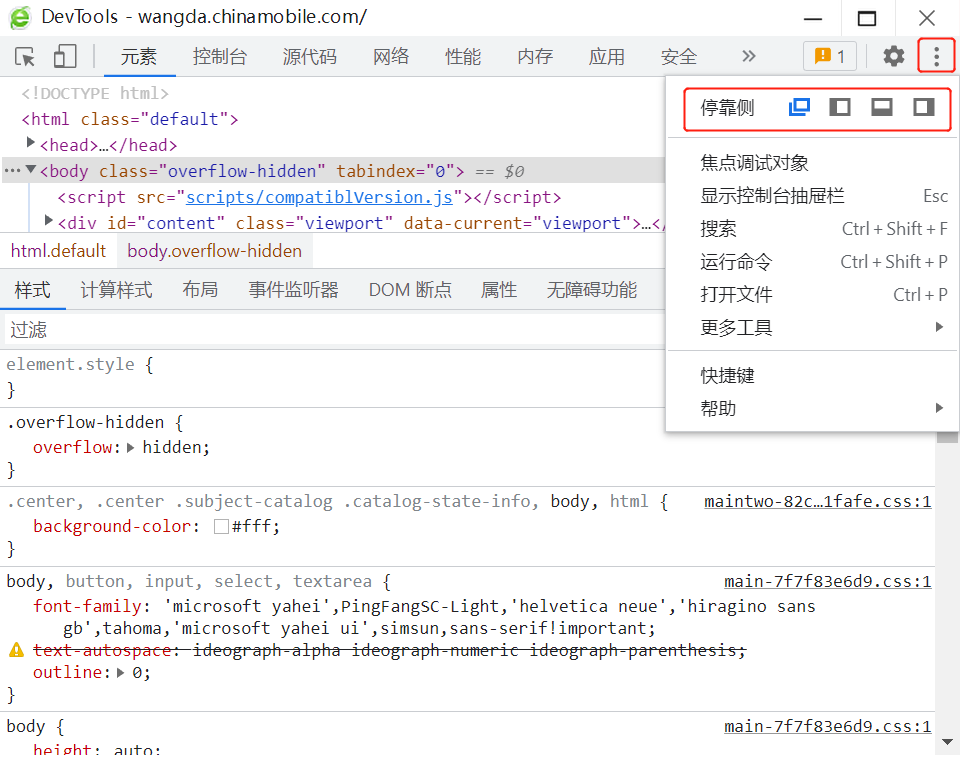 DevTools - wangda.chinamobile.com/
元素 控制台 源代码 网络 性能 内存 应用 安全 » 1
停靠侧
焦点调试对象
显示控制台抽屉栏 Esc
搜索 Ctrl + Shift + F
运行命令 Ctrl + Shift + P
打开文件 Ctrl + P
更多工具
快捷键
帮助
<!DOCTYPE html>
<html class="default">
<head>…</head>
<body class="overflow-hidden" tabindex="0"> == $0
<script src="scripts/compatiblVersion.js"></script>
<div id="content" class="viewport" data-current="viewport">…</
html.default body.overflow-hidden
样式 计算样式 布局 事件监听器 DOM 断点 属性 无障碍功能
过滤
element.style {
}
.overflow-hidden {
overflow: hidden;
}
.center, .center .subject-catalog .catalog-state-info, body, html { maintwo-82c…1fafe.css:1
background-color: #fff;
}
body, button, input, select, textarea { main-7f7f83e6d9.css:1
font-family: 'microsoft yahei',PingFangSC-Light,'helvetica neue','hiragino sans
gb',tahoma,'microsoft yahei ui',simsun,sans-serif!important;
text-autospace: ideograph-alpha ideograph-numeric ideograph-parenthesis;
outline: 0;
}
body { main-7f7f83e6d9.css:1
height: auto;